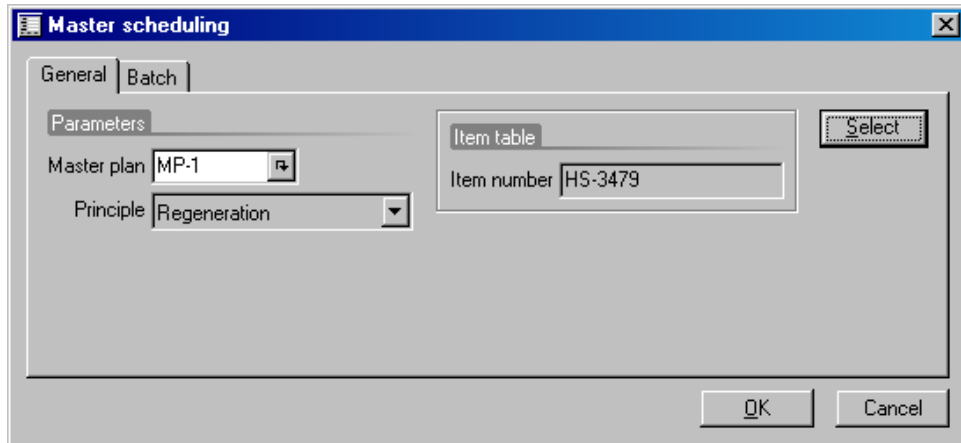 Master scheduling
General Batch
Parameters
Master plan MP-1
Principle Regeneration
Item table
Item number HS-3479
Select
OK Cancel